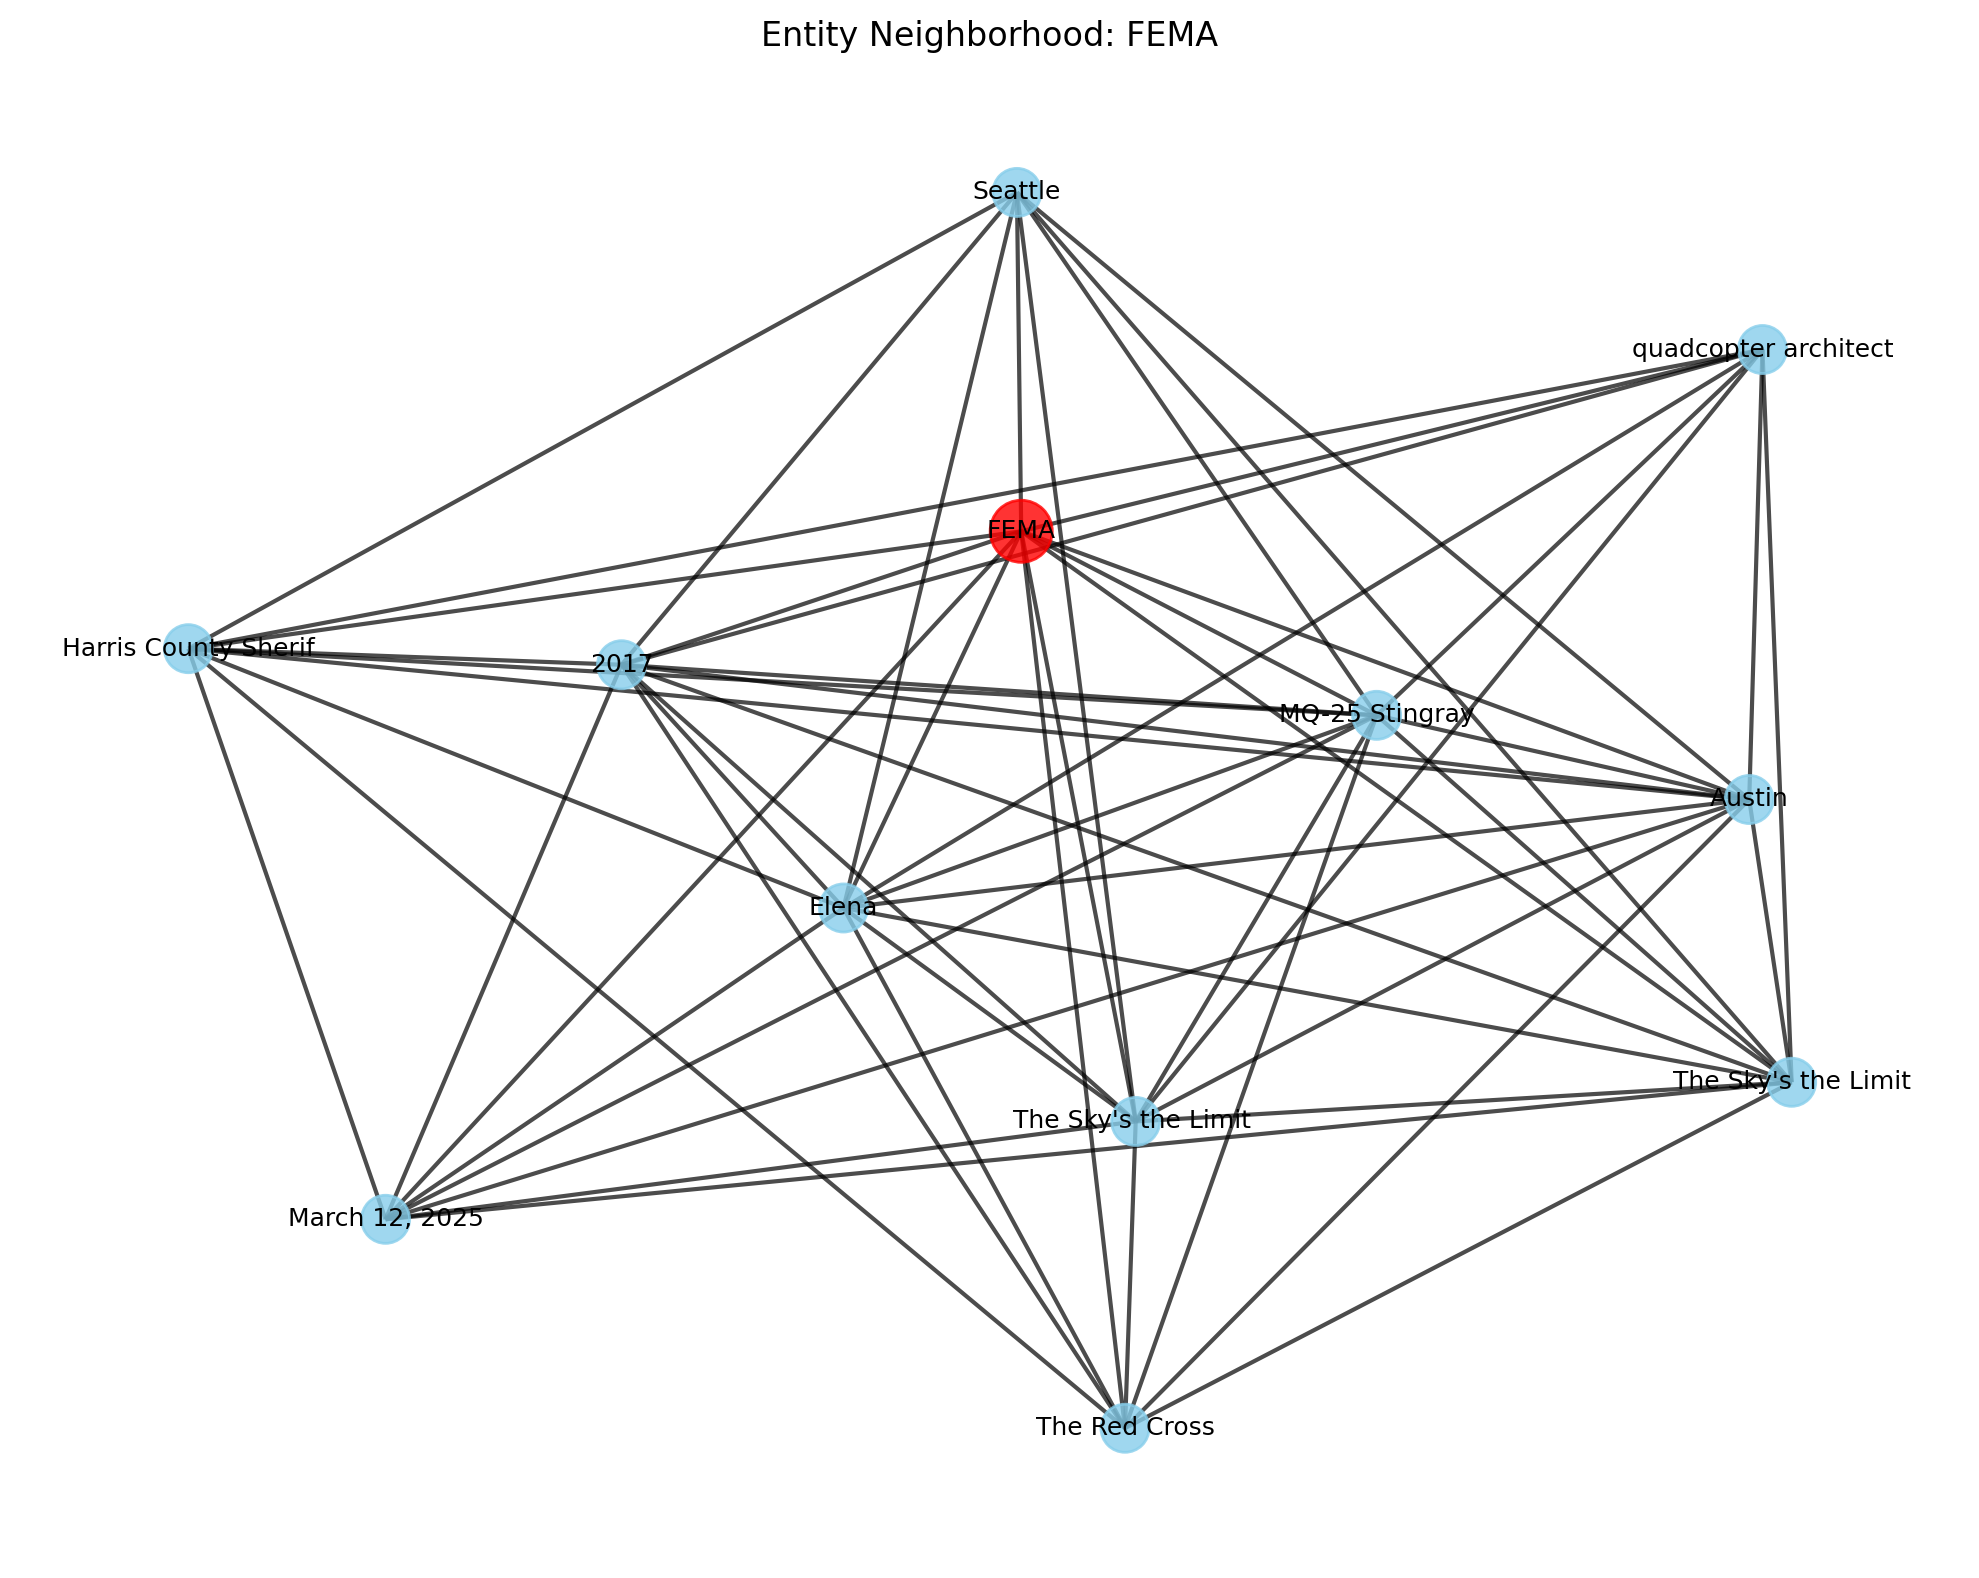 Entity Neighborhood: FEMA
Seattle
quadcopter architect
FEMA
Harris County Sherif
2017
MQ-25 Stingray
Austin
Elena
The Sky's the Limit
The Sky's the Limit
March 12, 2025
The Red Cross